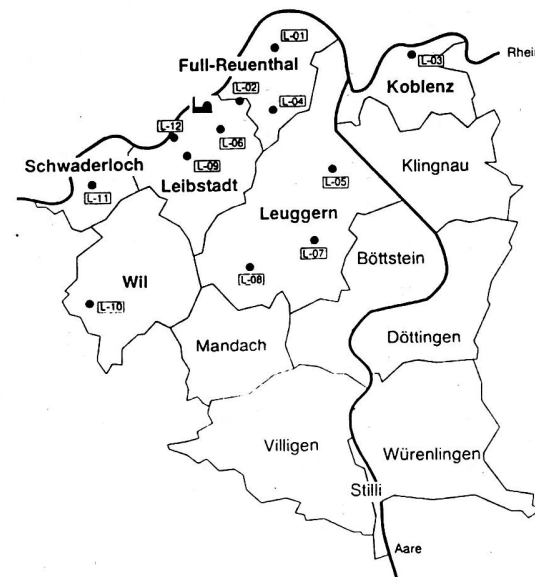 L-01
Rhein
L-03
Full-Reuenthal
Koblenz
L-02
L-04
L-12
L-06
Schwaderloch
L-09
Klingnau
L-05
Leibstadt
L-11
Leuggern
L-07
Böttstein
L-08
Wil
L-10
Döttingen
Mandach
Villigen
Würenlingen
Stilli
Aare